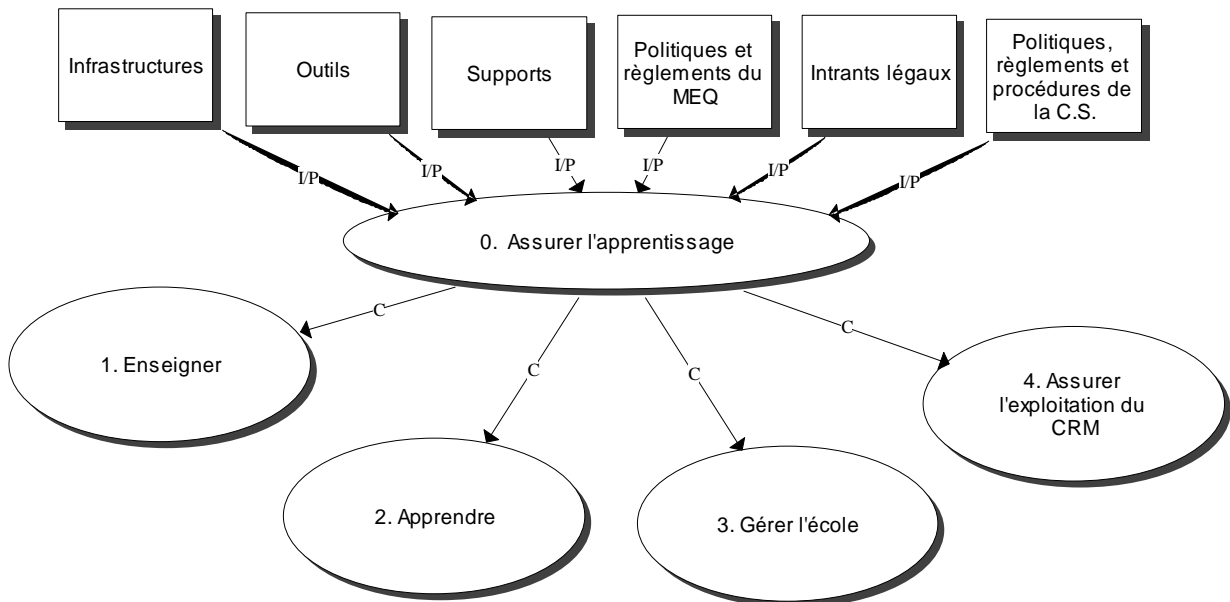 Infrastructures
Outils
Supports
Politiques et
règlements du
MEQ
Intrants légaux
Politiques,
règlements et
procédures de
la C.S.
I/P
I/P
I/P
I/P
I/P
I/P
0. Assurer l'apprentissage
C
C
C
C
1. Enseigner
2. Apprendre
3. Gérer l'école
4. Assurer
l'exploitation du
CRM